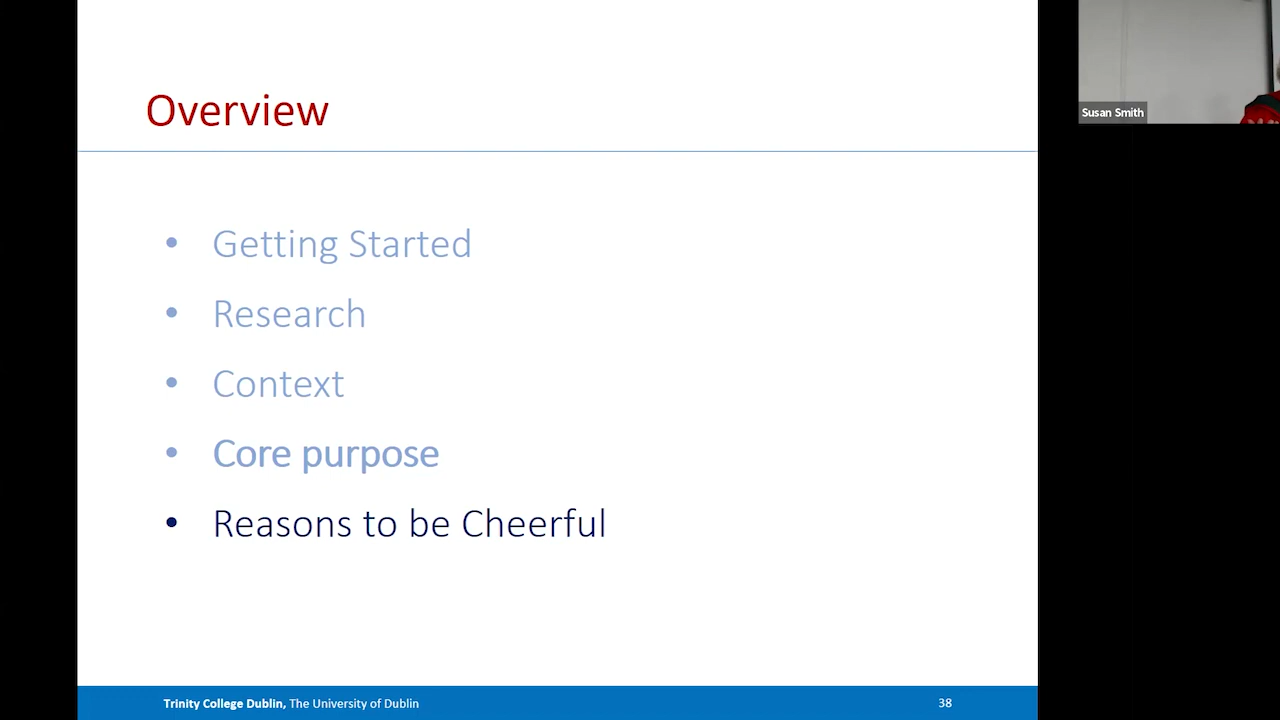 Overview
• Getting Started
• Research
• Context
• Core purpose
• Reasons to be Cheerful
Trinity College Dublin, The University of Dublin
38
Susan Smith